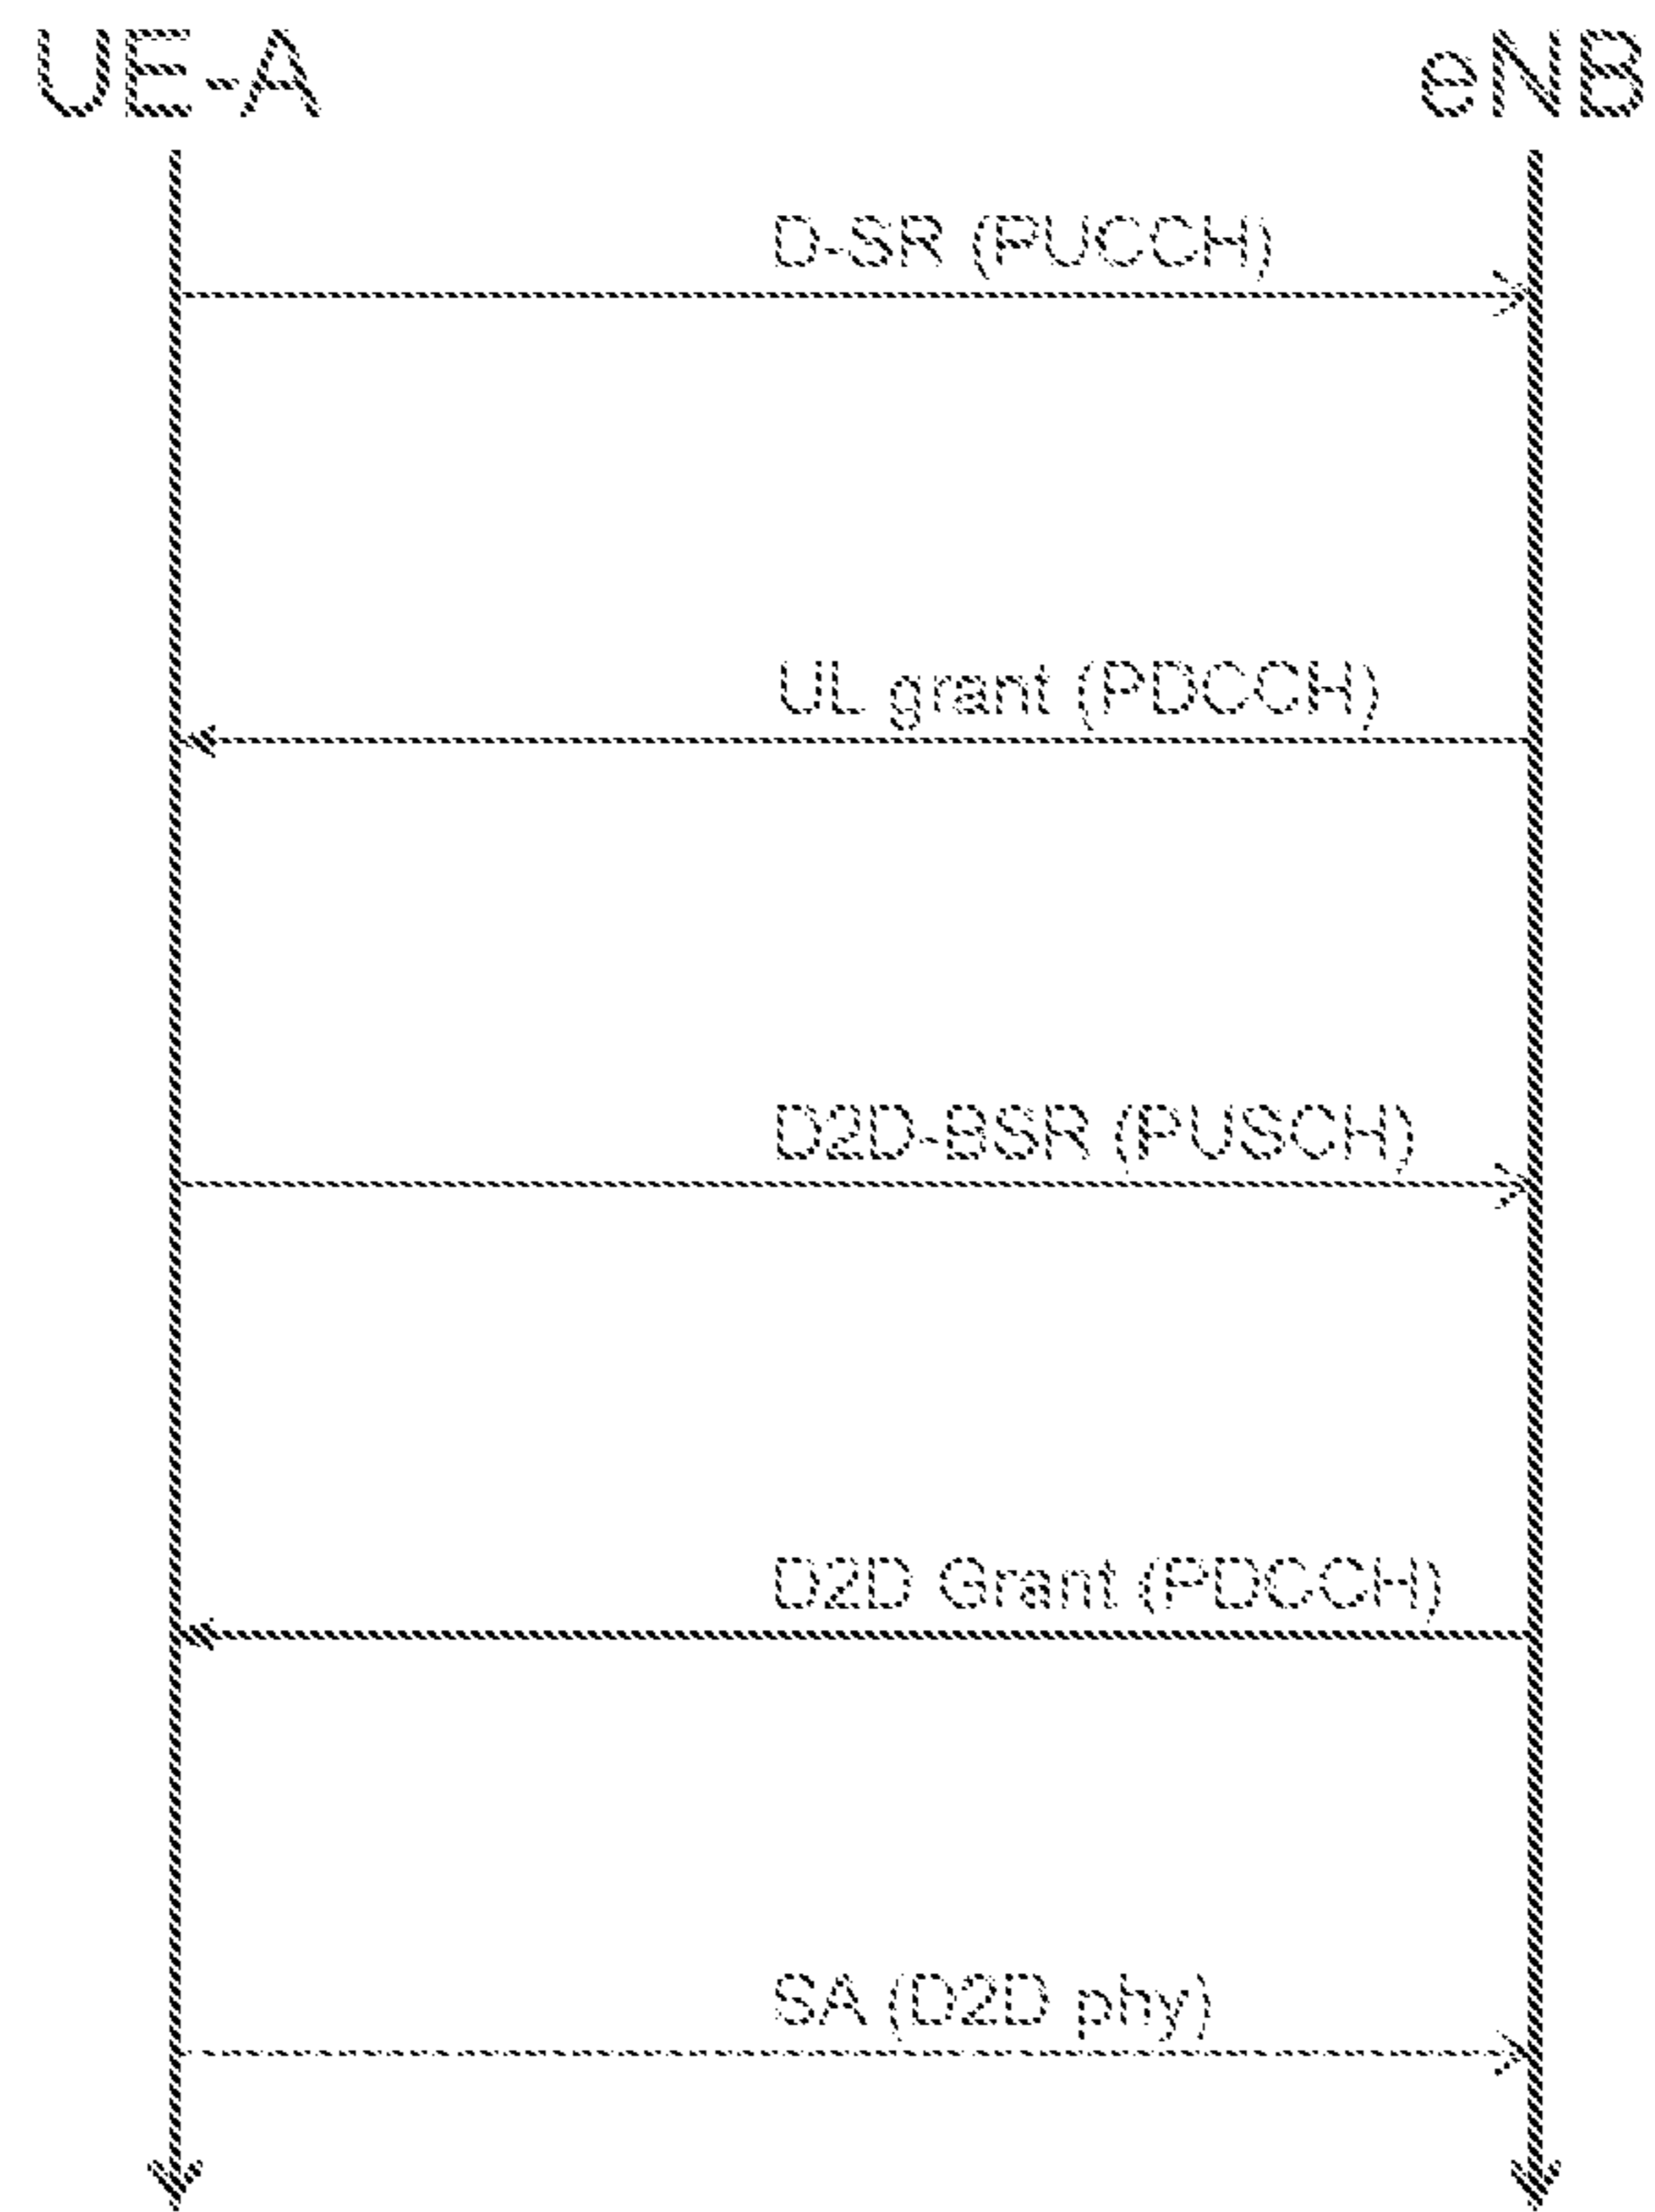 UE-A
eNB
D-SR (PUCCH)
UL grant (PDCCH)
D2D-BSR (PUSCH)
D2D Grant (PDCCH)
SA (D2D phy)